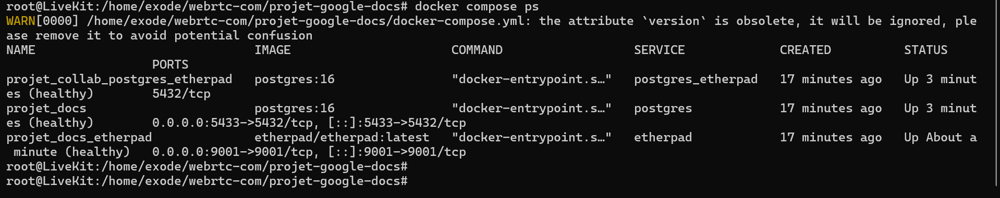 root@LiveKit:/home/exode/webrtc-com/projet-google-docs# docker compose ps
WARN[0000] /home/exode/webrtc-com/projet-google-docs/docker-compose.yml: the attribute `version` is obsolete, it will be ignored, ple
ase remove it to avoid potential confusion
NAME                              IMAGE                      COMMAND                  SERVICE             CREATED          STATUS
                    PORTS
projet_collab_postgres_etherpad   postgres:16                "docker-entrypoint.s…"   postgres_etherpad   17 minutes ago   Up 3 minut
es (healthy)        5432/tcp
projet_docs                       postgres:16                "docker-entrypoint.s…"   postgres            17 minutes ago   Up 3 minut
es (healthy)        0.0.0.0:5433->5432/tcp, [::]:5433->5432/tcp
projet_docs_etherpad              etherpad/etherpad:latest   "docker-entrypoint.s…"   etherpad            17 minutes ago   Up About a
 minute (healthy)   0.0.0.0:9001->9001/tcp, [::]:9001->9001/tcp
root@LiveKit:/home/exode/webrtc-com/projet-google-docs#
root@LiveKit:/home/exode/webrtc-com/projet-google-docs#